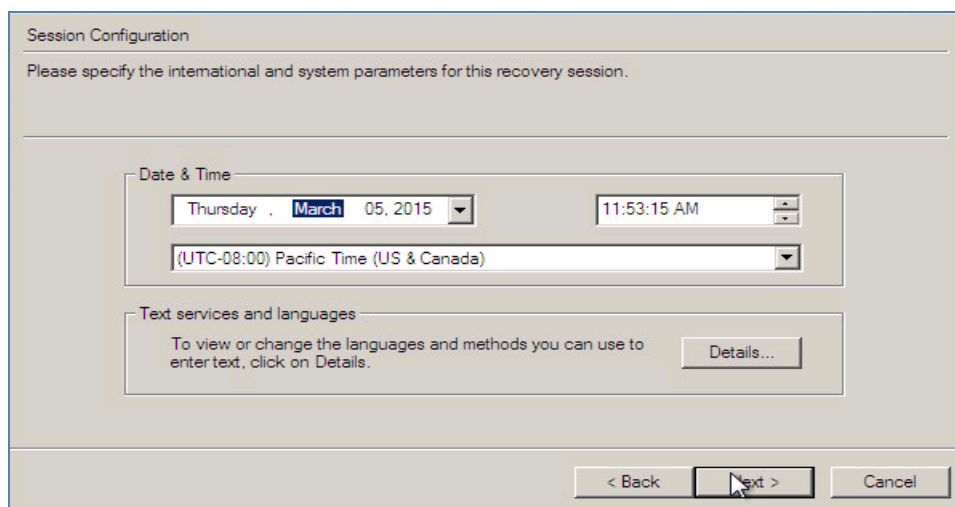 Session Configuration
Please specify the international and system parameters for this recovery session.
Date & Time
Thursday , March 05, 2015
11:53:15 AM
(UTC-08:00) Pacific Time (US & Canada)
Text services and languages
To view or change the languages and methods you can use to
enter text, click on Details.
Details...
< Back
Next >
Cancel